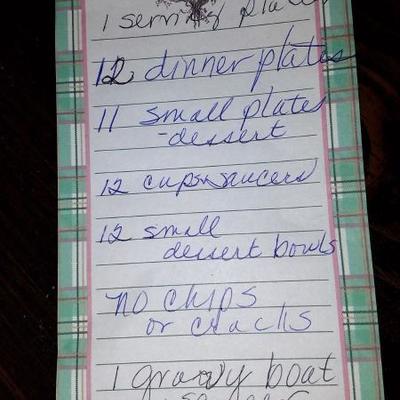 1 serving platter
12 dinner plates
11 small plates
-dessert
12 cups & saucers
12 small
dessert bowls
no chips
or cracks
1 gravy boat